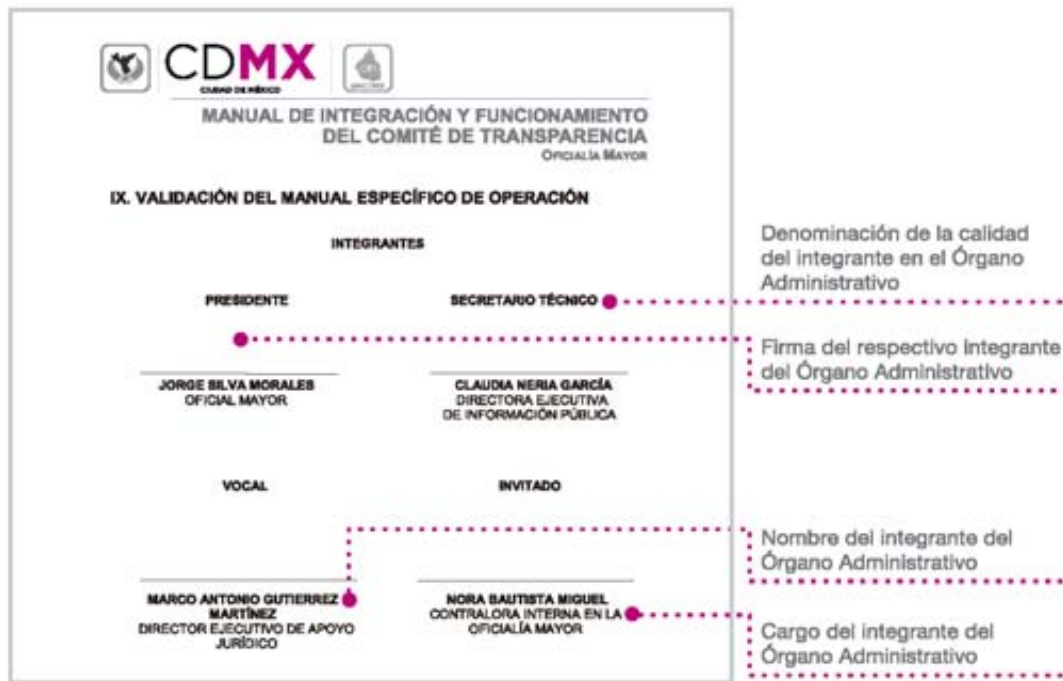 CDMX
CIUDAD DE MÉXICO
MANUAL DE INTEGRACIÓN Y FUNCIONAMIENTO
DEL COMITÉ DE TRANSPARENCIA
OFICIALÍA MAYOR
IX. VALIDACIÓN DEL MANUAL ESPECÍFICO DE OPERACIÓN
INTEGRANTES
PRESIDENTE
SECRETARIO TÉCNICO
JORGE SILVA MORALES
OFICIAL MAYOR
CLAUDIA NERIA GARCÍA
DIRECTORA EJECUTIVA
DE INFORMACIÓN PÚBLICA
VOCAL
INVITADO
MARCO ANTONIO GUTIERREZ
MARTÍNEZ
DIRECTOR EJECUTIVO DE APOYO
JURÍDICO
NORA BAUTISTA MIGUEL
CONTRALORA INTERNA EN LA
OFICIALÍA MAYOR
Denominación de la calidad
del integrante en el Órgano
Administrativo
Firma del respectivo integrante
del Órgano Administrativo
Nombre del integrante del
Órgano Administrativo
Cargo del integrante del
Órgano Administrativo